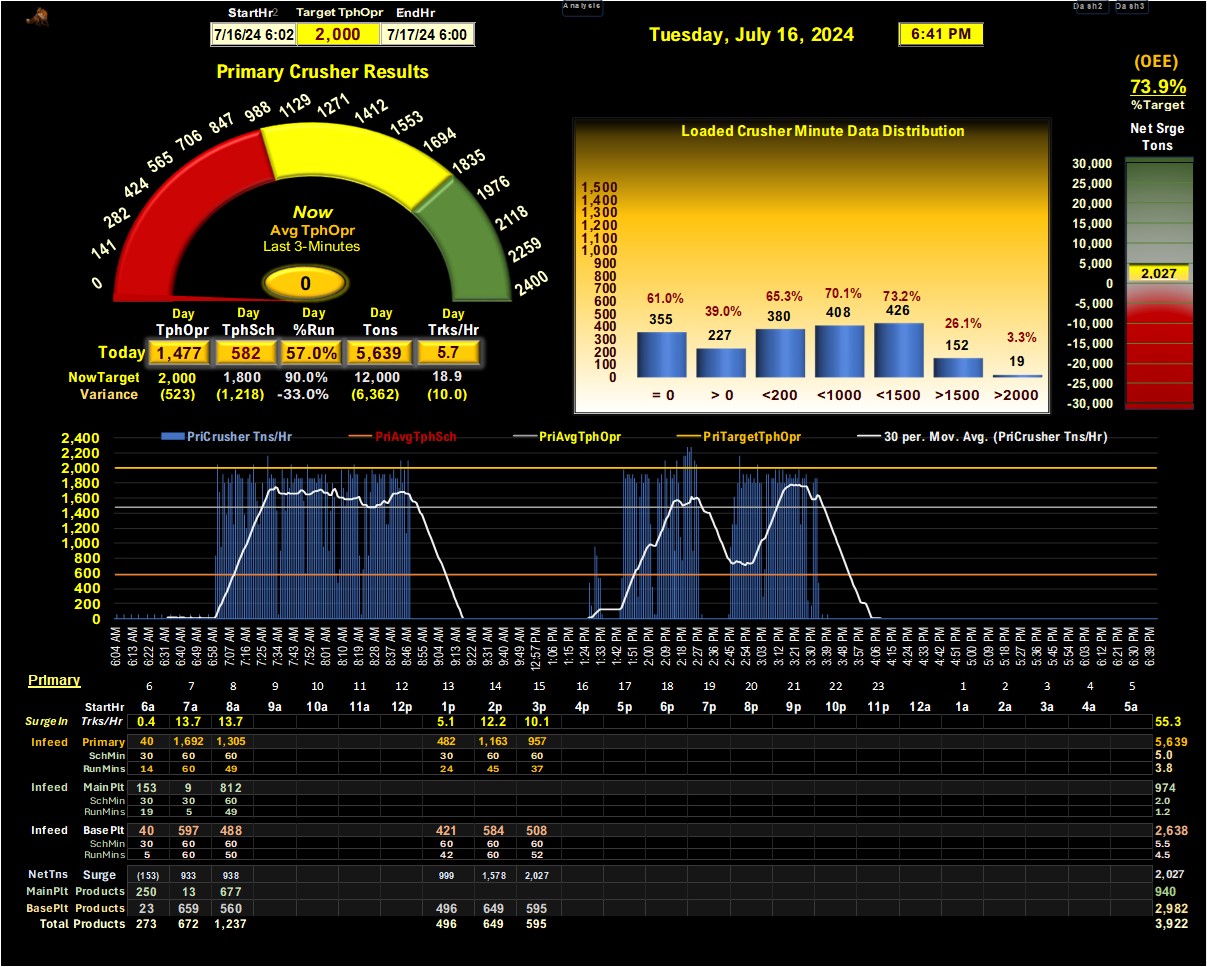 Analysis
Dash2 Dash3
StartHr2 Target TphOpr EndHr
7/16/24 6:02 2,000 7/17/24 6:00
Tuesday, July 16, 2024 6:41 PM
(OEE)
73.9%
%Target
Net Srge
Tons
Primary Crusher Results
0 141 282 424 565 706 847 988 1129 1271 1412 1553 1694 1835 1976 2118 2259 2400
Now
Avg TphOpr
Last 3-Minutes
0
Day Day Day Day Day
TphOpr TphSch %Run Tons Trks/Hr
Today 1,477 582 57.0% 5,639 5.7
NowTarget 2,000 1,800 90.0% 12,000 18.9
Variance (523) (1,218) -33.0% (6,362) (10.0)
Loaded Crusher Minute Data Distribution
1,500
1,400
1,300
1,200
1,100
1,000
900
800
700
600
500
400
300
200
100
0
61.0% 39.0% 65.3% 70.1% 73.2% 26.1% 3.3%
355 227 380 408 426 152 19
= 0 > 0 <200 <1000 <1500 >1500 >2000
30,000
25,000
20,000
15,000
10,000
5,000
2,027
0
-5,000
-10,000
-15,000
-20,000
-25,000
-30,000
PriCrusher Tns/Hr PriAvgTphSch PriAvgTphOpr PriTargetTphOpr 30 per. Mov. Avg. (PriCrusher Tns/Hr)
2,400
2,200
2,000
1,800
1,600
1,400
1,200
1,000
800
600
400
200
0
6:04 AM 6:13 AM 6:22 AM 6:31 AM 6:40 AM 6:49 AM 6:58 AM 7:07 AM 7:16 AM 7:25 AM 7:34 AM 7:43 AM 7:52 AM 8:01 AM 8:10 AM 8:19 AM 8:28 AM 8:37 AM 8:46 AM 8:55 AM 9:04 AM 9:13 AM 9:22 AM 9:31 AM 9:40 AM 9:49 AM 12:57 PM 1:06 PM 1:15 PM 1:24 PM 1:33 PM 1:42 PM 1:51 PM 2:00 PM 2:09 PM 2:18 PM 2:27 PM 2:36 PM 2:45 PM 2:54 PM 3:03 PM 3:12 PM 3:21 PM 3:30 PM 3:39 PM 3:48 PM 3:57 PM 4:06 PM 4:15 PM 4:24 PM 4:33 PM 4:42 PM 4:51 PM 5:00 PM 5:09 PM 5:18 PM 5:27 PM 5:36 PM 5:45 PM 5:54 PM 6:03 PM 6:12 PM 6:21 PM 6:30 PM 6:39 PM
Primary
6 7 8 9 10 11 12 13 14 15 16 17 18 19 20 21 22 23 1 2 3 4 5
StartHr 6a 7a 8a 9a 10a 11a 12p 1p 2p 3p 4p 5p 6p 7p 8p 9p 10p 11p 12a 1a 2a 3a 4a 5a
SurgeIn Trks/Hr 0.4 13.7 13.7 5.1 12.2 10.1 55.3
Infeed Primary 40 1,692 1,305 482 1,163 957 5,639
SchMin 30 60 60 30 60 60 5.0
RunMins 14 60 49 24 45 37 3.8
Infeed MainPlt 153 9 812 974
SchMin 30 30 60 2.0
RunMins 19 5 49 1.2
Infeed BasePlt 40 597 488 421 584 508 2,638
SchMin 30 60 60 60 60 60 5.5
RunMins 5 60 50 42 60 52 4.5
NetTns Surge (153) 933 938 999 1,578 2,027 2,027
MainPlt Products 250 13 677 940
BasePlt Products 23 659 560 496 649 595 2,982
Total Products 273 672 1,237 496 649 595 3,922